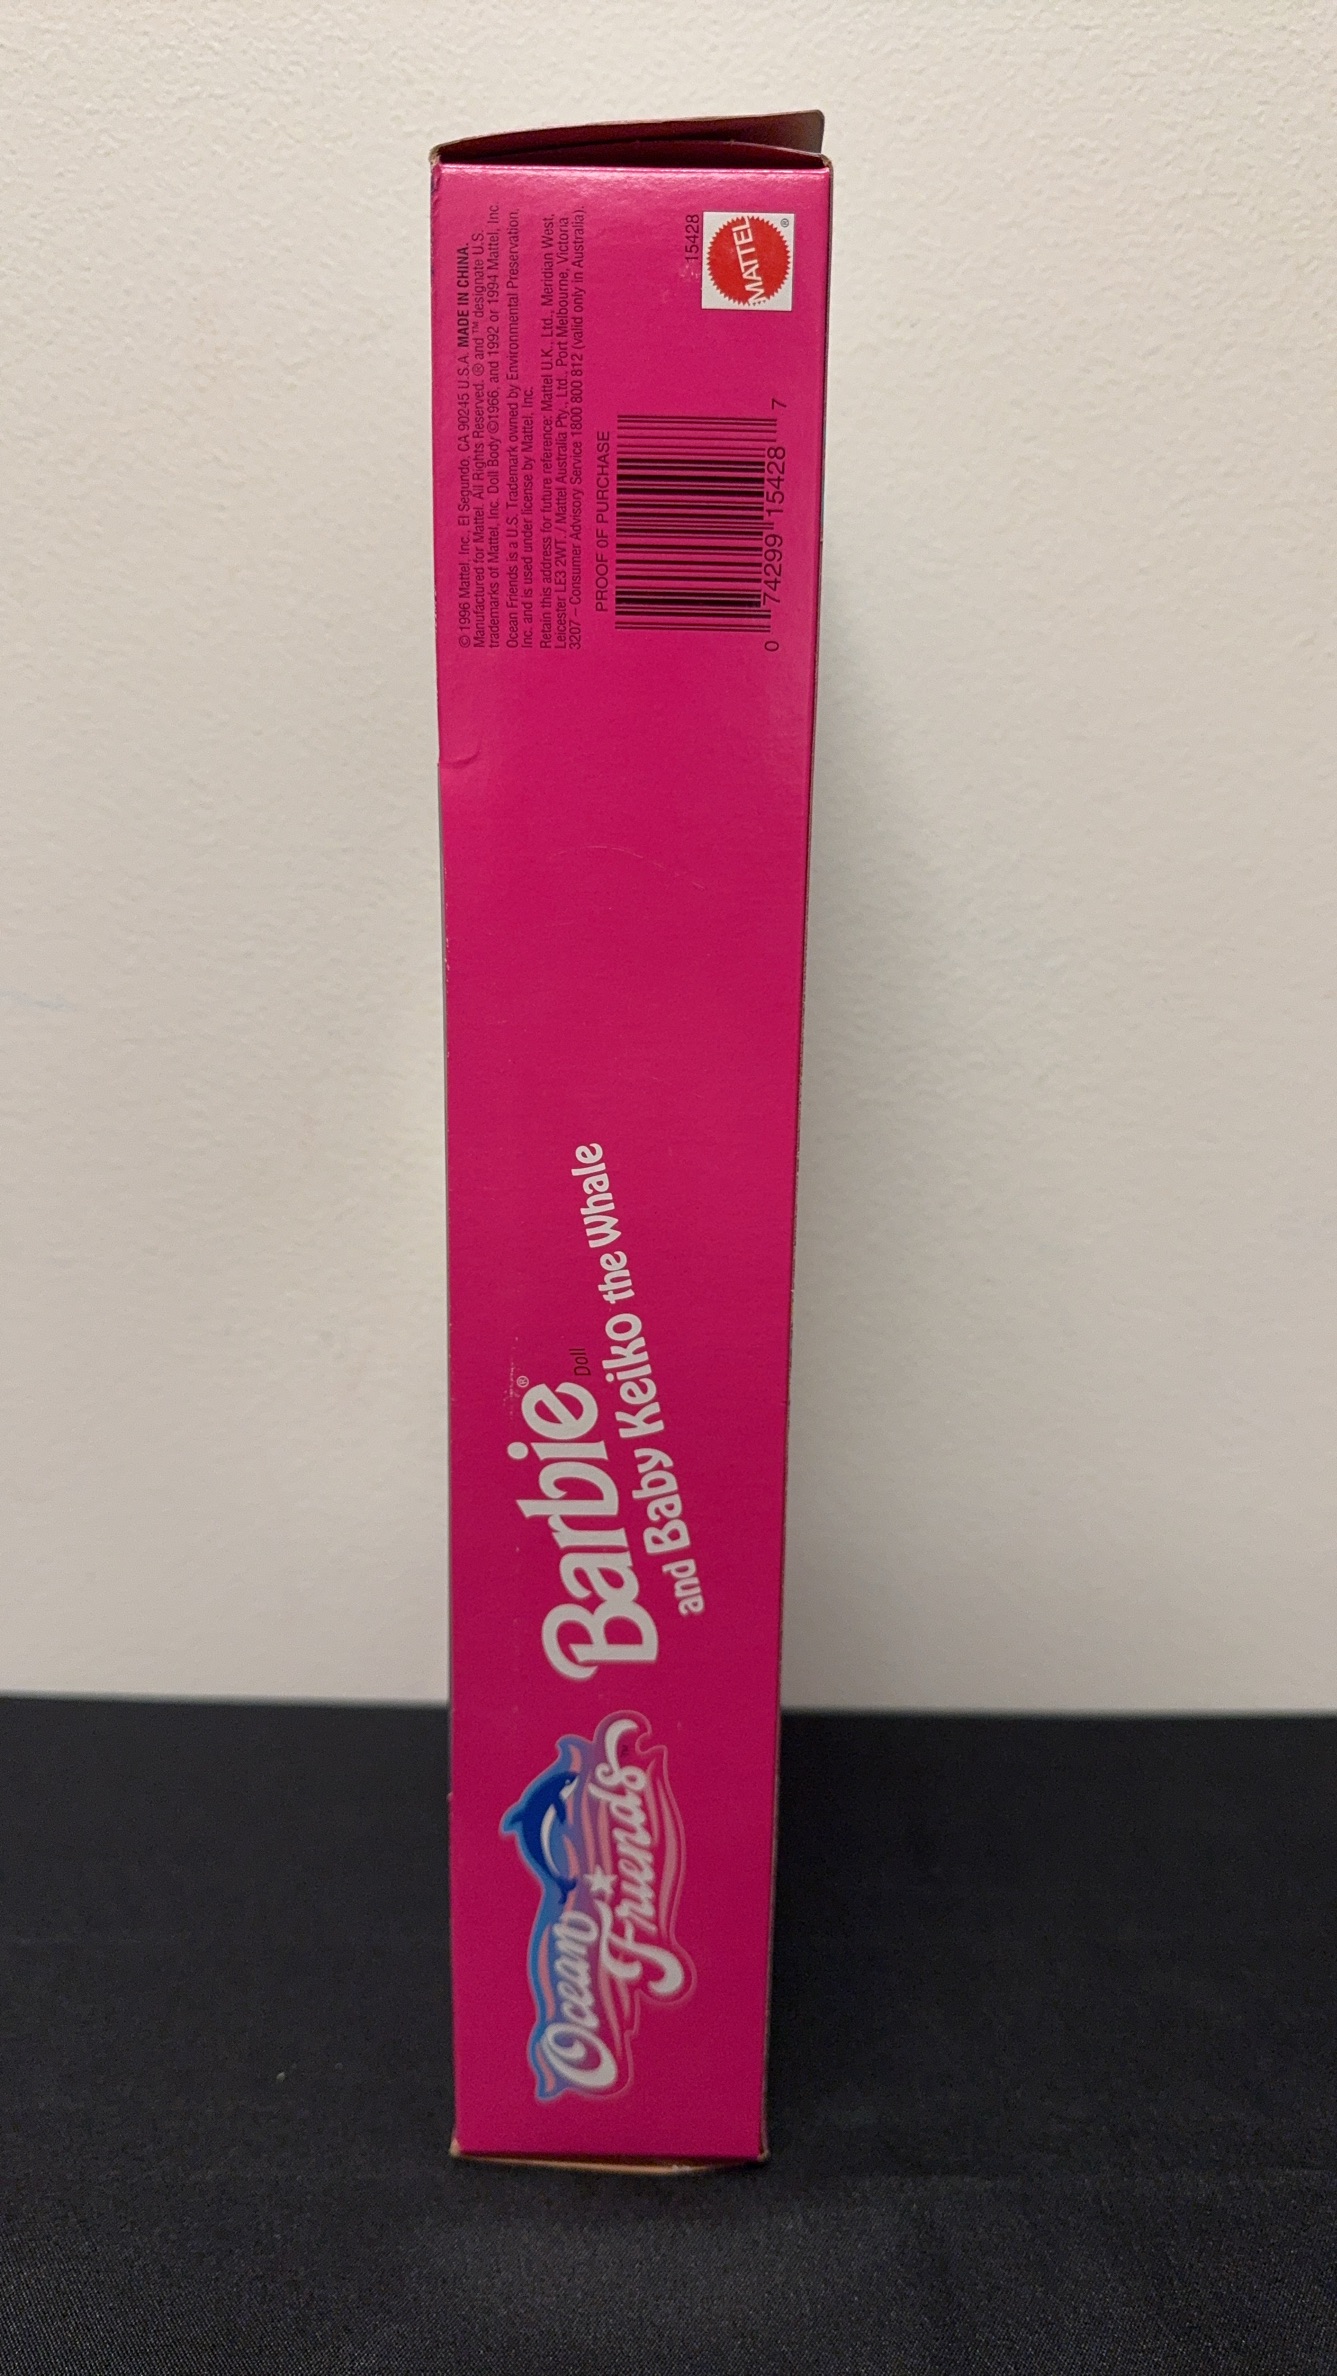 Ocean
Friends™
Barbie®
Doll
and Baby Keiko the Whale
© 1996 Mattel, Inc., El Segundo, CA 90245 U.S.A. MADE IN CHINA.
Manufactured for Mattel. All Rights Reserved. ® and ™ designate U.S.
trademarks of Mattel, Inc. Doll Body ©1966, and 1992 or 1994 Mattel, Inc.
Ocean Friends is a U.S. Trademark owned by Environmental Preservation,
Inc. and is used under license by Mattel, Inc.
Retain this address for future reference: Mattel U.K., Ltd., Meridian West,
Leicester LE3 2WT. / Mattel Australia Pty., Ltd., Port Melbourne, Victoria
3207 – Consumer Advisory Service 1800 800 812 (valid only in Australia).
PROOF OF PURCHASE
0 74299 15428 7
15428
MATTEL®